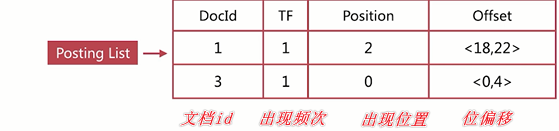 DocId TF Position Offset
Posting List
1 1 2 <18,22>
3 1 0 <0,4>
文档id 出现频次 出现位置 位偏移